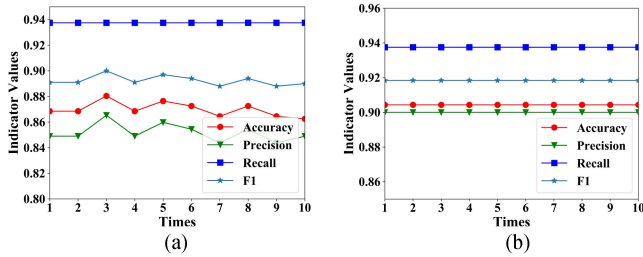 0.94
0.92
0.90
0.88
0.86
0.84
0.82
0.80
Indicator Values
1 2 3 4 5 6 7 8 9 10
Times
Accuracy
Precision
Recall
F1
(a)
0.96
0.94
0.92
0.90
0.88
0.86
Indicator Values
1 2 3 4 5 6 7 8 9 10
Times
Accuracy
Precision
Recall
F1
(b)